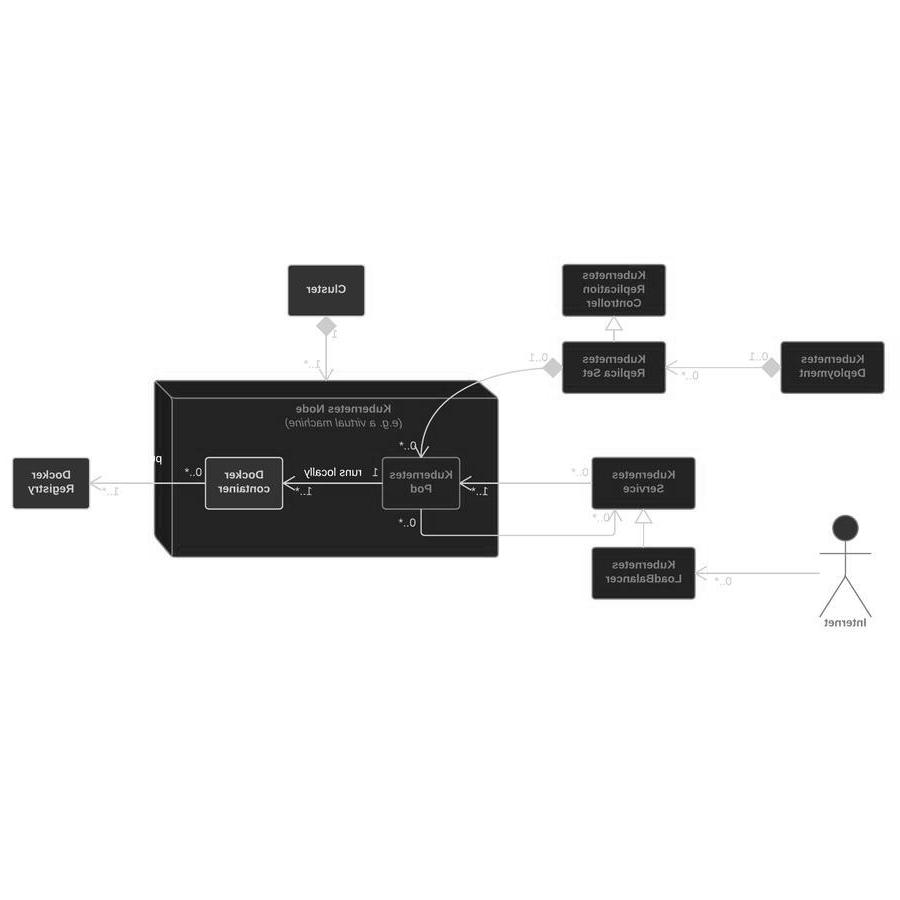 Cluster
Kubernetes
Replication
Controller
1
1..*
0..1
Kubernetes
Replica Set
0..*
0..1
Kubernetes
Deployment
Kubernetes Node
(e.g. a virtual machine)
0..*
Docker
Registry
1..*
0..*
Docker
container
runs locally
1
1..*
Kubernetes
Pod
1..*
0..*
Kubernetes
Service
0..*
0..*
Kubernetes
LoadBalancer
0..*
Internet